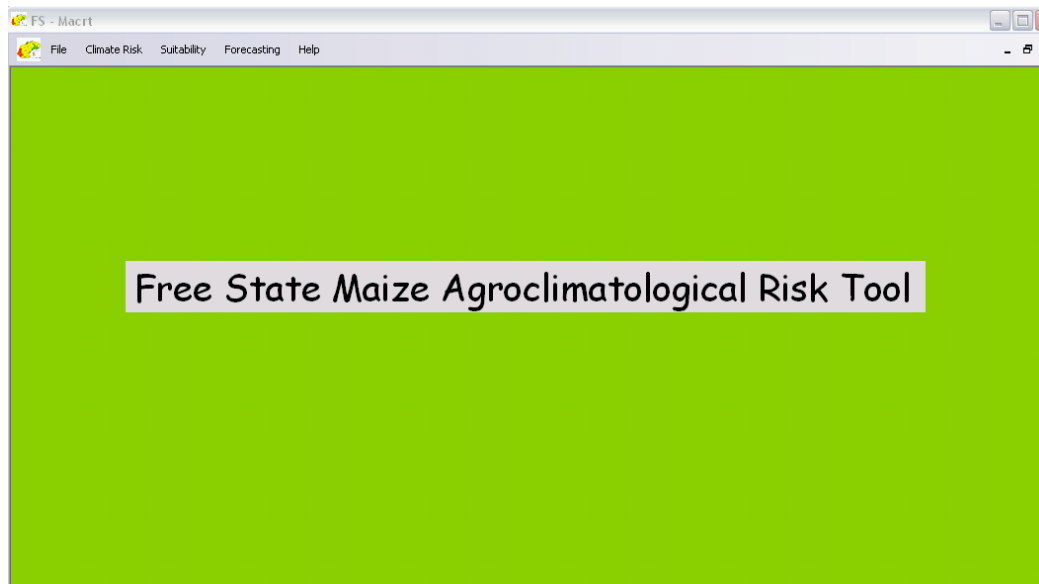 FS - Macrt
File Climate Risk Suitability Forecasting Help
Free State Maize Agroclimatological Risk Tool